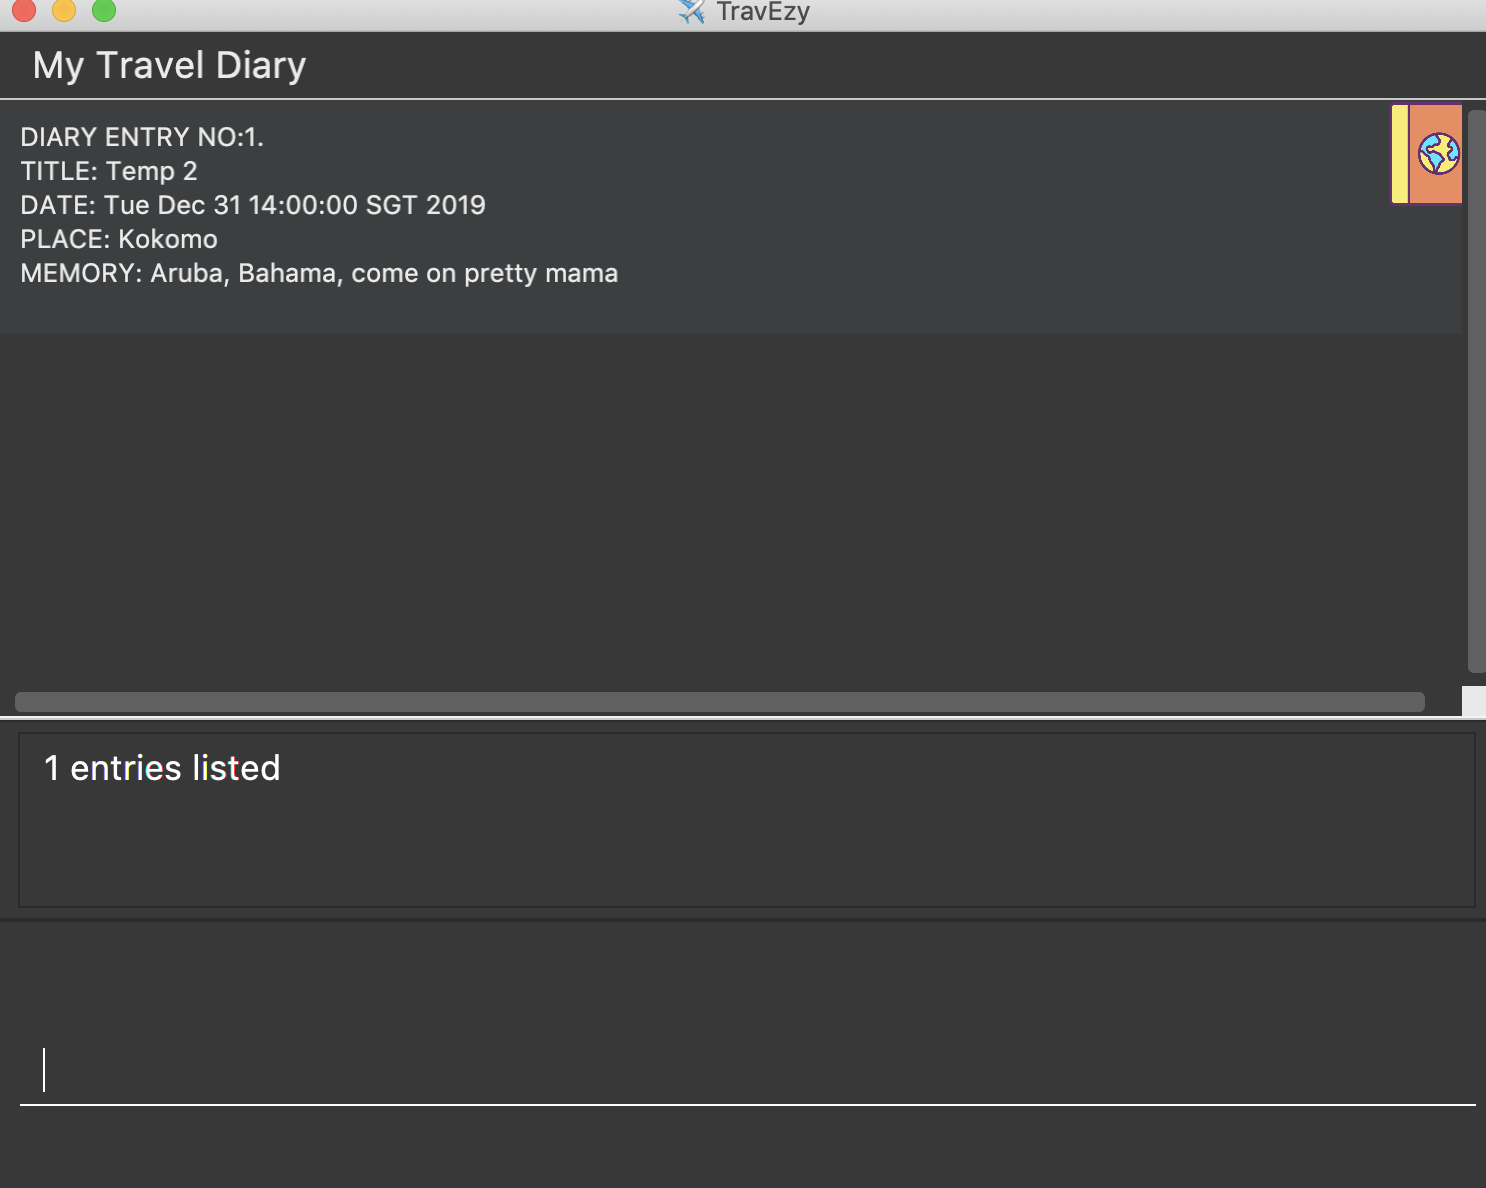 TravEzy
My Travel Diary
DIARY ENTRY NO:1.
TITLE: Temp 2
DATE: Tue Dec 31 14:00:00 SGT 2019
PLACE: Kokomo
MEMORY: Aruba, Bahama, come on pretty mama
1 entries listed